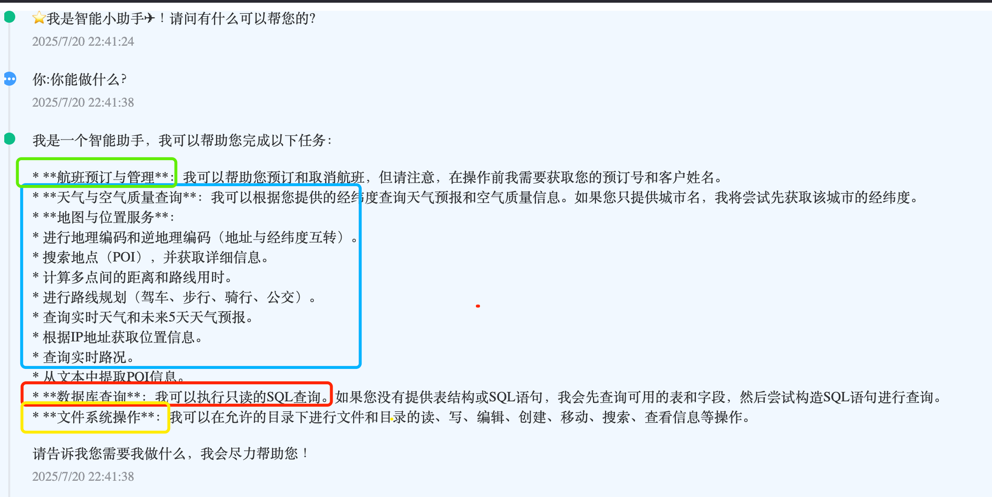 ⭐我是智能小助手✈！请问有什么可以帮您的?
2025/7/20 22:41:24
你:你能做什么?
2025/7/20 22:41:38
我是一个智能助手，我可以帮助您完成以下任务：
* **航班预订与管理**：我可以帮助您预订和取消航班，但请注意，在操作前我需要获取您的预订号和客户姓名。
* **天气与空气质量查询**：我可以根据您提供的经纬度查询天气预报和空气质量信息。如果您只提供城市名，我将尝试先获取该城市的经纬度。
* **地图与位置服务**：
* 进行地理编码和逆地理编码（地址与经纬度互转）。
* 搜索地点（POI），并获取详细信息。
* 计算多点间的距离和路线用时。
* 进行路线规划（驾车、步行、骑行、公交）。
* 查询实时天气和未来5天天气预报。
* 根据IP地址获取位置信息。
* 查询实时路况。
* 从文本中提取POI信息。
* **数据库查询**：我可以执行只读的SQL查询。如果您没有提供表结构或SQL语句，我会先查询可用的表和字段，然后尝试构造SQL语句进行查询。
* **文件系统操作**：我可以在允许的目录下进行文件和目录的读、写、编辑、创建、移动、搜索、查看信息等操作。
请告诉我您需要我做什么，我会尽力帮助您！
2025/7/20 22:41:38